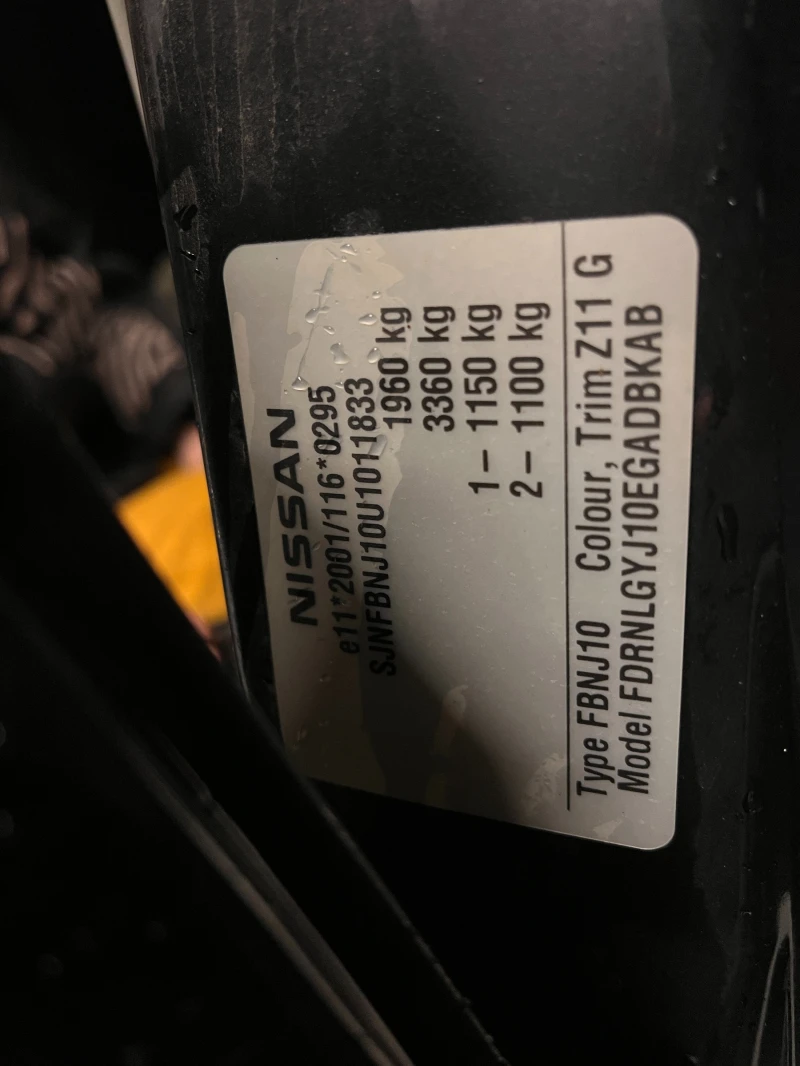 NISSAN
e11*2001/116*0295
SJNFBNJ10U1011833
1960 kg
3360 kg
1– 1150 kg
2– 1100 kg
Type FBNJ10 Colour, Trim Z11 G
Model FDRNLGYJ10EGADBKAB